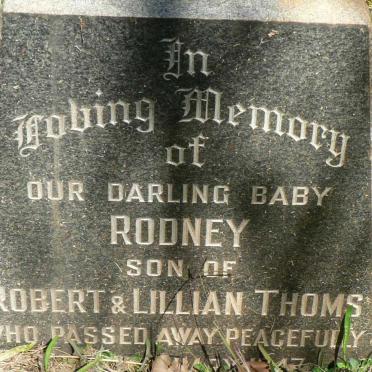 In
Loving Memory
of
OUR DARLING BABY
RODNEY
SON OF
ROBERT & LILLIAN THOMS
WHO PASSED AWAY PEACEFULLY